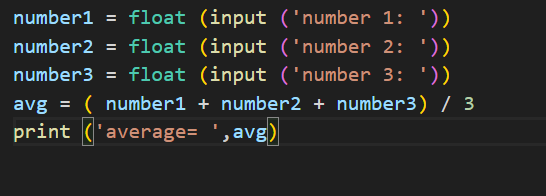 number1 = float (input ('number 1: '))
number2 = float (input ('number 2: '))
number3 = float (input ('number 3: '))
avg = ( number1 + number2 + number3) / 3
print ('average= ',avg)